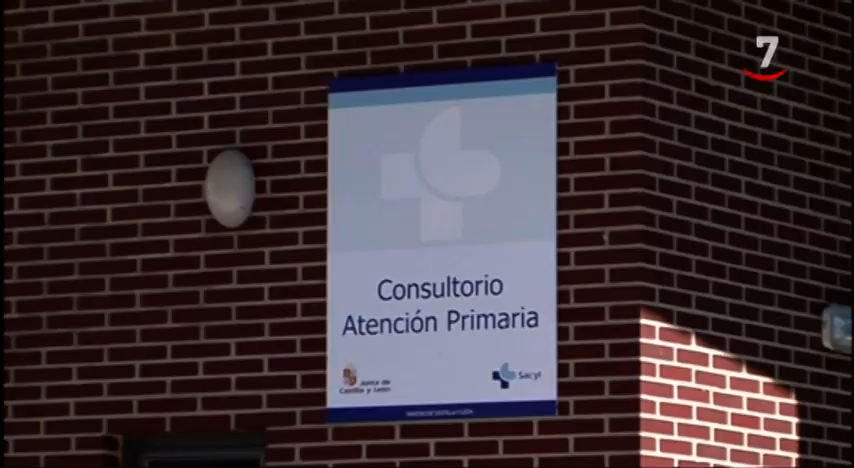 7
Consultorio
Atención Primaria
Junta de
Castilla y León
Sacyl